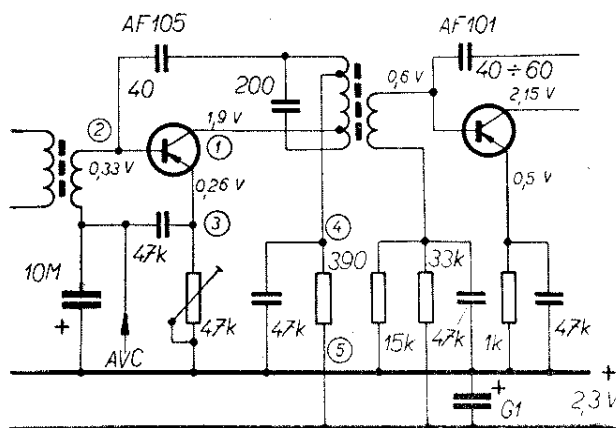 AF105
AF101
40
200
0,6 V
40÷60
1,9 V
2,15 V
②
①
0,33 V
0,26 V
0,5 V
③
④
47k
10M
+
390
33k
47k
47k
15k
47k
1k
47k
⑤
AVC
+
+
G1
2,3 V